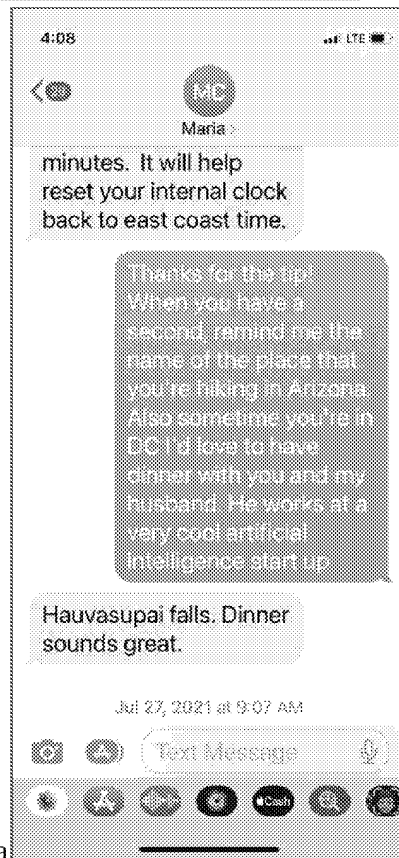 4:08
LTE
MC
Maria >
minutes. It will help
reset your internal clock
back to east coast time.
Thanks for the tip!
When you have a
second, remind me the
name of the place that
you're hiking in Arizona.
Also sometime you're in
DC I'd love to have
dinner with you and my
husband. He works at a
very cool artificial
intelligence start up
Hauvasupai falls. Dinner
sounds great.
Jul 27, 2021 at 9:07 AM
Text Message
Cash
a